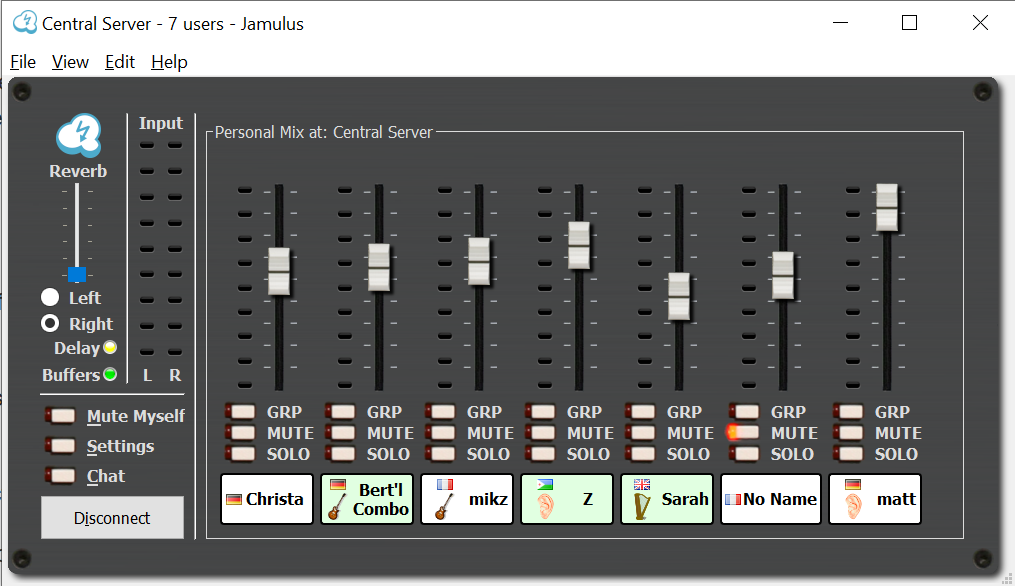 Central Server - 7 users - Jamulus
File View Edit Help
Input
Personal Mix at: Central Server
Reverb
Left
Right
Delay
Buffers
L R
Mute Myself
Settings
Chat
Disconnect
GRP GRP GRP GRP GRP GRP GRP
MUTE MUTE MUTE MUTE MUTE MUTE MUTE
SOLO SOLO SOLO SOLO SOLO SOLO SOLO
Christa
Bert'l
Combo
mikz
Z
Sarah
No Name
matt